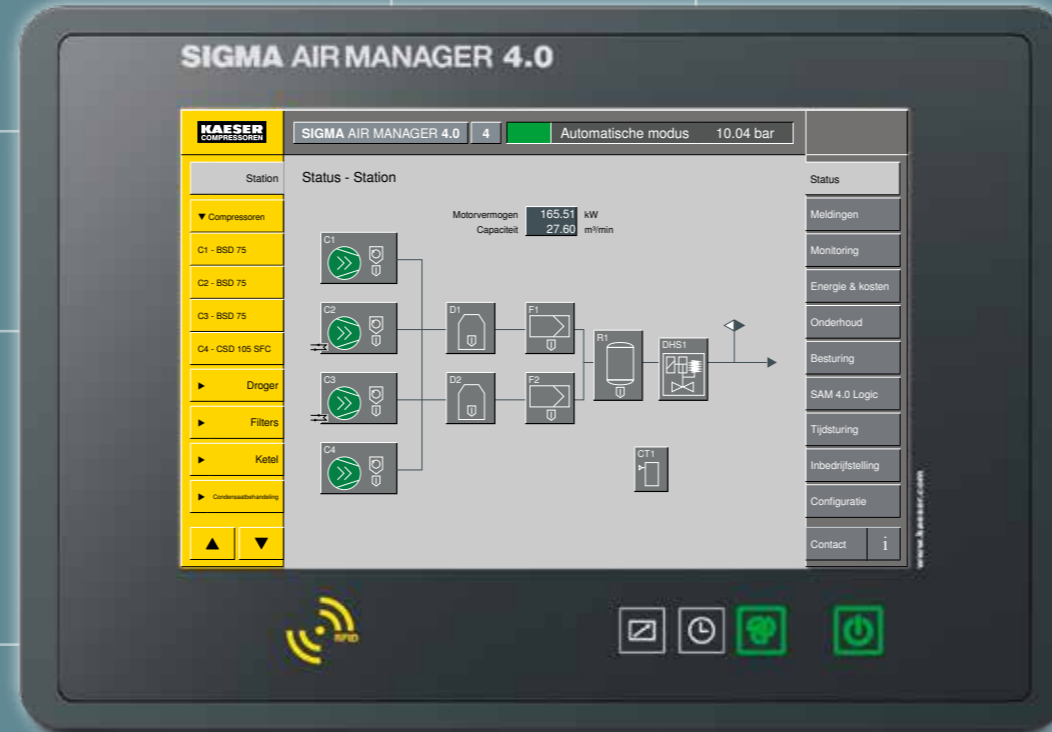 SIGMA AIR MANAGER 4.0
KAESER
COMPRESSOREN
SIGMA AIR MANAGER 4.0 4 Automatische modus 10.04 bar
Station
▼ Compressoren
C1 - BSD 75
C2 - BSD 75
C3 - BSD 75
C4 - CSD 105 SFC
► Droger
► Filters
► Ketel
► Condensaatbehandeling
▲ ▼
Status - Station
Motorvermogen 165.51 kW
Capaciteit 27.60 m³/min
C1
C2 D1 F1
R1 DHS1
C3 D2 F2
C4 CT1
Status
Meldingen
Monitoring
Energie & kosten
Onderhoud
Besturing
SAM 4.0 Logic
Tijdsturing
Inbedrijfstelling
Configuratie
Contact i
www.kaeser.com
RFID